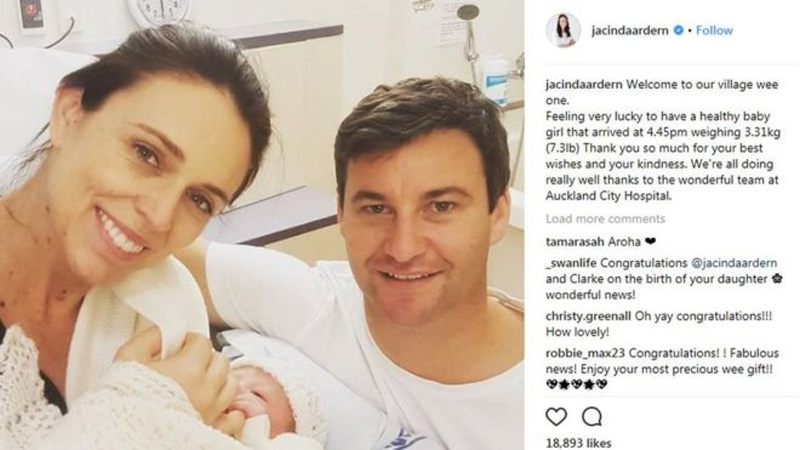 jacindaardern • Follow
jacindaardern Welcome to our village wee
one.
Feeling very lucky to have a healthy baby
girl that arrived at 4.45pm weighing 3.31kg
(7.3lb) Thank you so much for your best
wishes and your kindness. We're all doing
really well thanks to the wonderful team at
Auckland City Hospital.
Load more comments
tamarasah Aroha ❤
_swanlife Congratulations @jacindaardern
and Clarke on the birth of your daughter ✿
wonderful news!
christy.greenall Oh yay congratulations!!!
How lovely!
robbie_max23 Congratulations! ! Fabulous
news! Enjoy your most precious wee gift!!
💖★💖★💖
18,893 likes